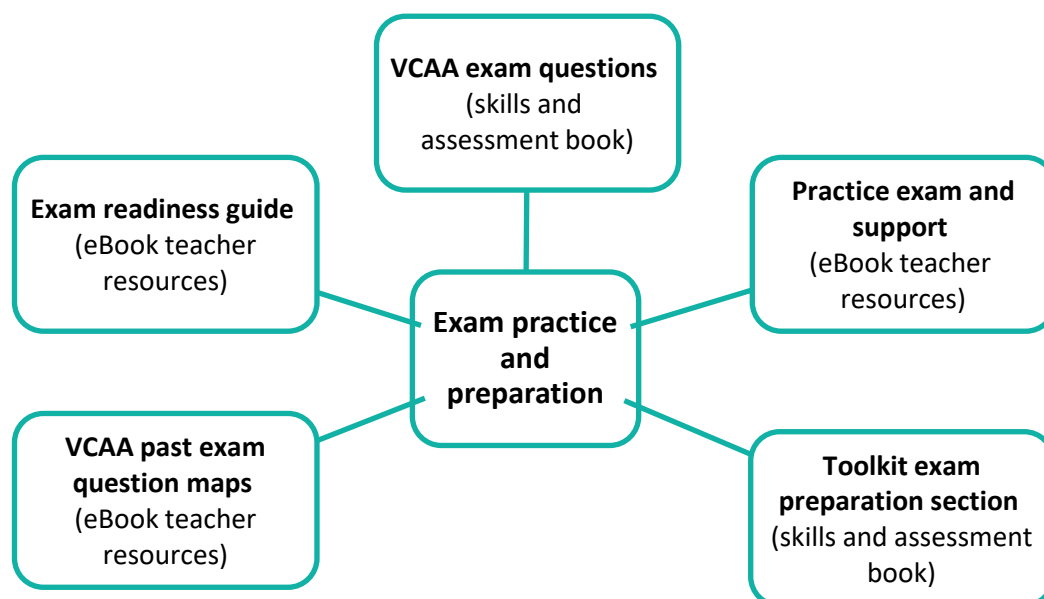 VCAA exam questions
(skills and
assessment book)
Exam readiness guide
(eBook teacher
resources)
Practice exam and
support
(eBook teacher
resources)
Exam practice
and
preparation
VCAA past exam
question maps
(eBook teacher
resources)
Toolkit exam
preparation section
(skills and assessment
book)